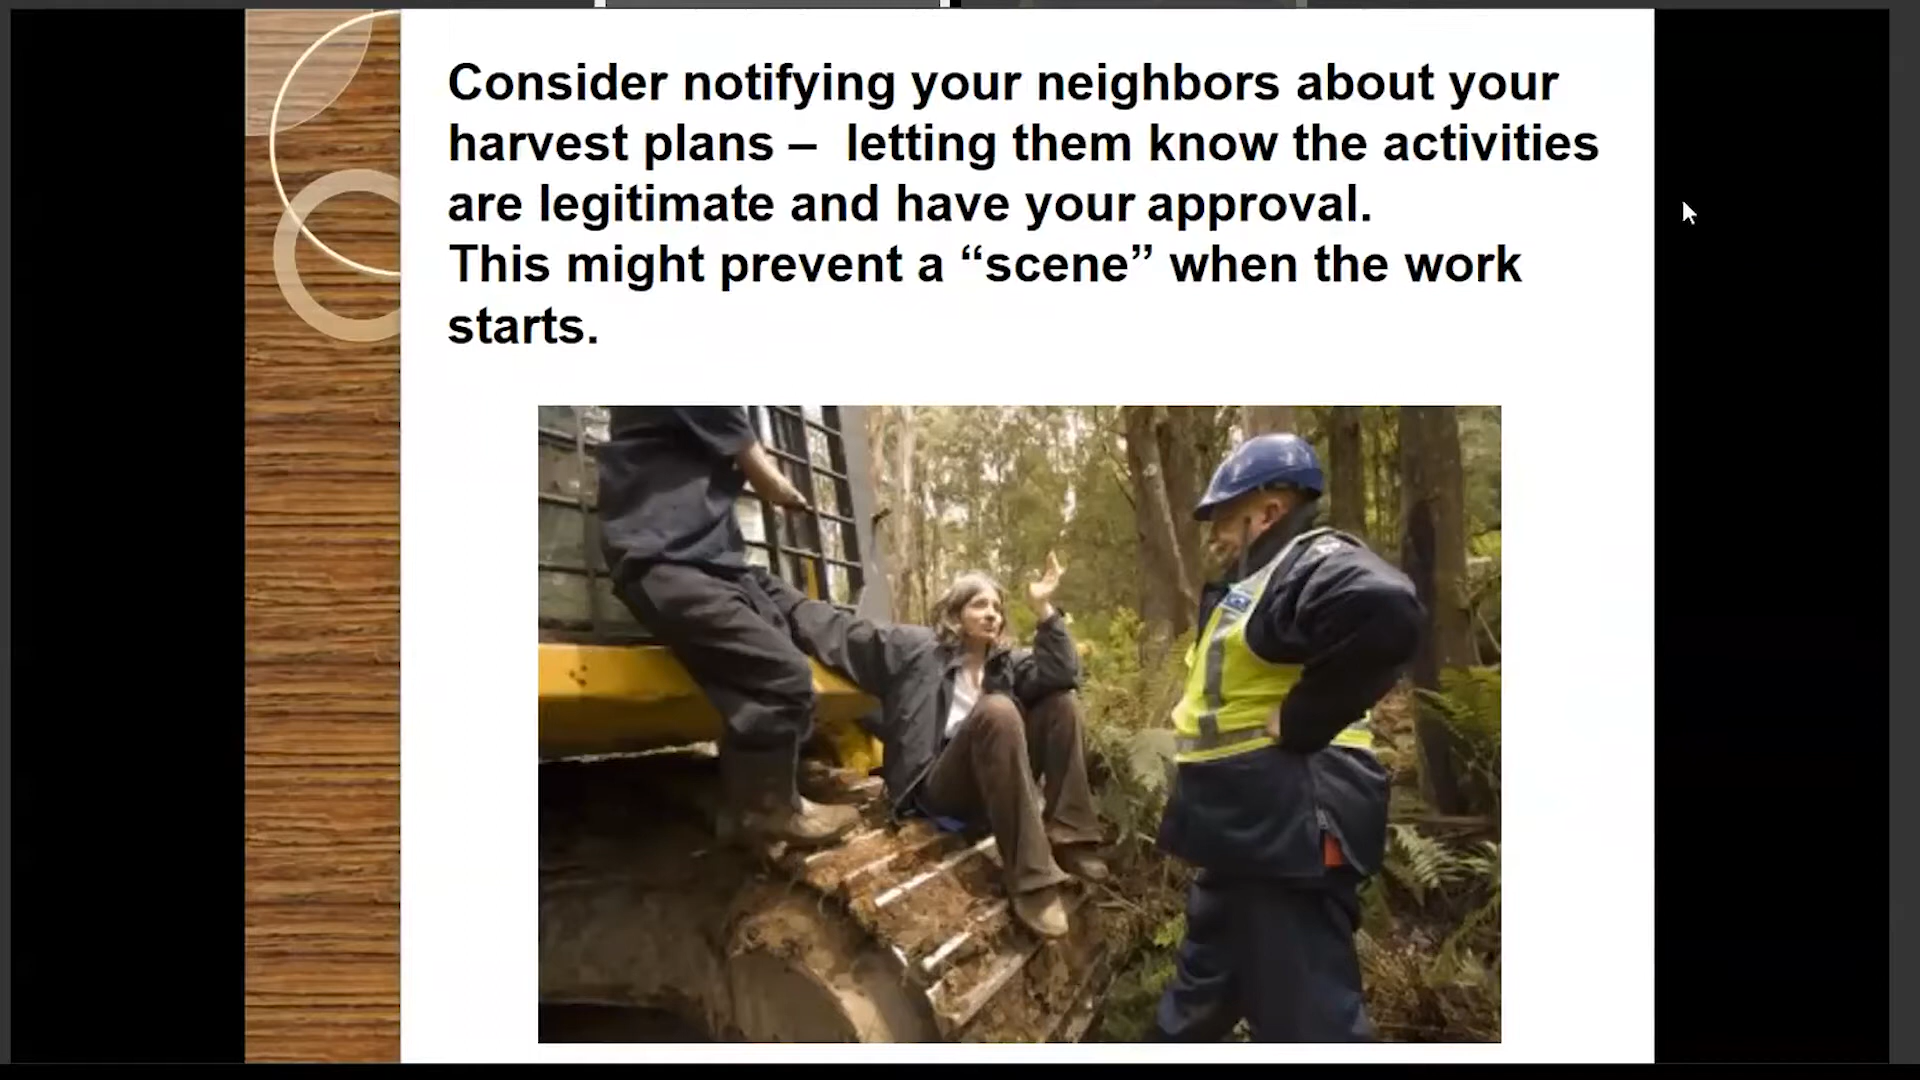 Consider notifying your neighbors about your
harvest plans –  letting them know the activities
are legitimate and have your approval.
This might prevent a “scene” when the work
starts.